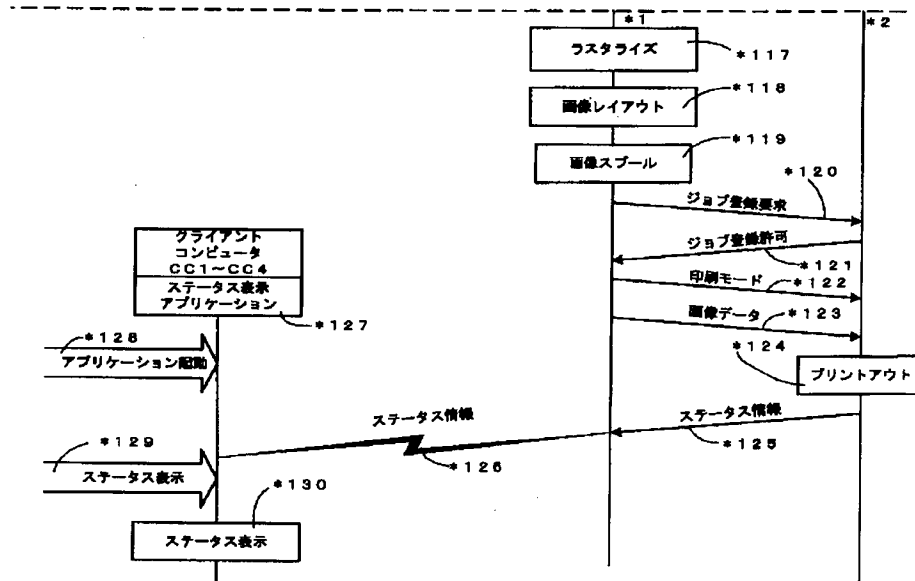 *1
*2
ラスタライズ
*117
画像レイアウト
*118
画像スプール
*119
*120
ジョブ登録要求
クライアント
コンピュータ
CC1~CC4
ジョブ登録許可
*121
ステータス表示
アプリケーション
印刷モード
*122
*127
画像データ
*123
*128
アプリケーション起動
*124
プリントアウト
ステータス情報
ステータス情報
*125
*129
*126
ステータス表示
*130
ステータス表示